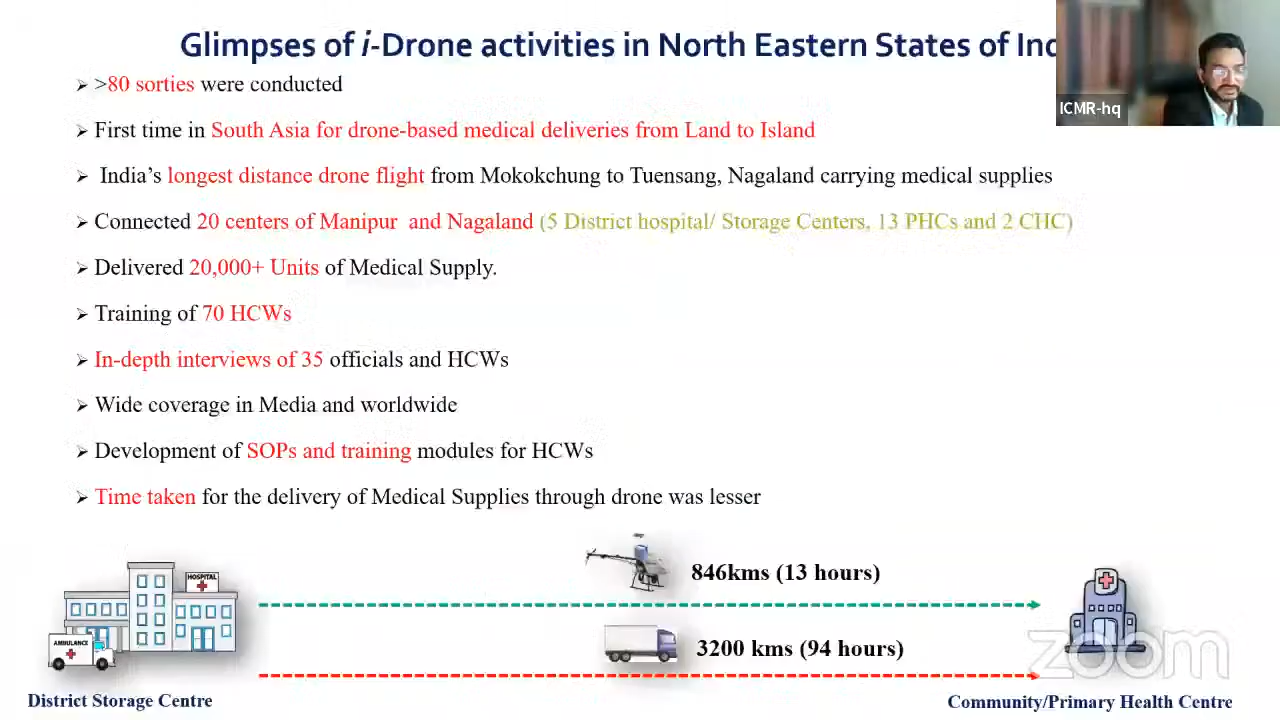 Glimpses of i-Drone activities in North Eastern States of
ICMR-hq
➢ >80 sorties were conducted
➢ First time in South Asia for drone-based medical deliveries from Land to Island
➢ India's longest distance drone flight from Mokokchung to Tuensang, Nagaland carrying medical supplies
➢ Connected 20 centers of Manipur and Nagaland (5 District hospital/ Storage Centers, 13 PHCs and 2 CHC)
➢ Delivered 20,000+ Units of Medical Supply.
➢ Training of 70 HCWs
➢ In-depth interviews of 35 officials and HCWs
➢ Wide coverage in Media and worldwide
➢ Development of SOPs and training modules for HCWs
➢ Time taken for the delivery of Medical Supplies through drone was lesser
HOSPITAL
AMBULANCE
846kms (13 hours)
3200 kms (94 hours)
zoom
District Storage Centre
Community/Primary Health Centre